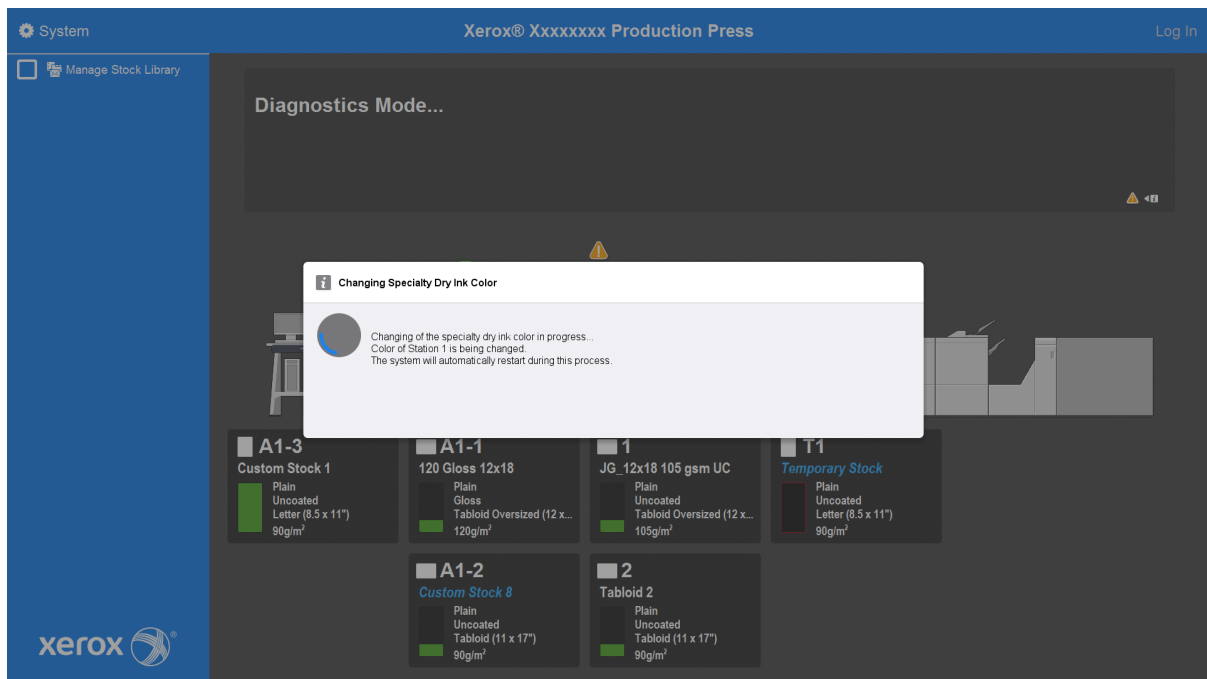 System
Xerox® Xxxxxxxx Production Press
Log In
Manage Stock Library
Diagnostics Mode...
Changing Specialty Dry Ink Color
Changing of the specialty dry ink color in progress...
Color of Station 1 is being changed.
The system will automatically restart during this process.
A1-3
Custom Stock 1
Plain
Uncoated
Letter (8.5 x 11")
90g/m²
A1-1
120 Gloss 12x18
Plain
Gloss
Tabloid Oversized (12 x...
120g/m²
1
JG_12x18 105 gsm UC
Plain
Uncoated
Tabloid Oversized (12 x...
105g/m²
T1
Temporary Stock
Plain
Uncoated
Letter (8.5 x 11")
90g/m²
A1-2
Custom Stock 8
Plain
Uncoated
Tabloid (11 x 17")
90g/m²
2
Tabloid 2
Plain
Uncoated
Tabloid (11 x 17")
90g/m²
xerox®